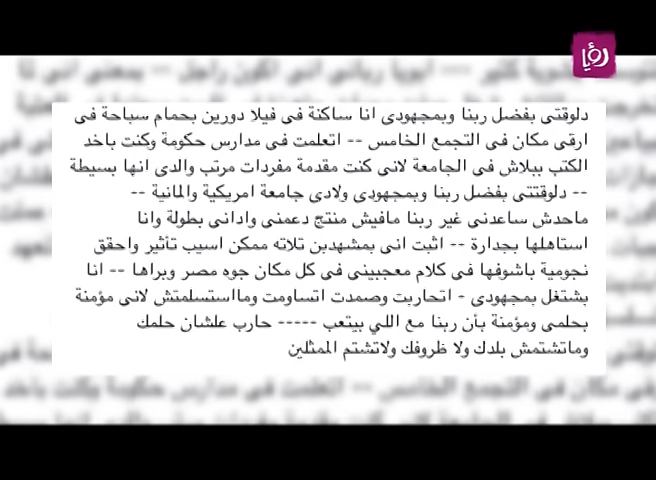 رؤيا
دلوقتى بفضل ربنا وبمجهودى انا ساكنة فى فيلا دورين بحمام سباحة فى
ارقى مكان فى التجمع الخامس -- اتعلمت فى مدارس حكومة وكنت باخد
الكتب ببلاش فى الجامعة لانى كنت مقدمة مفردات مرتب والدى انها بسيطة
-- دلوقتتى بفضل ربنا وبمجهودى ولادى جامعة امريكية والمانية --
ماحدش ساعدنى غير ربنا مافيش منتج دعمنى وادانى بطولة وانا
استاهلها بجدارة -- اثبت انى بمشهدين تلاته ممكن اسيب تأثير واحقق
نجومية باشوفها فى كلام معجبينى فى كل مكان جوه مصر وبراها -- انا
بشتغل بمجهودى - اتحاربت وصمدت اتساومت ومااستسلمتش لانى مؤمنة
بحلمى ومؤمنة بأن ربنا مع اللي بيتعب ----- حارب علشان حلمك
وماتشتمش بلدك ولا ظروفك ولاتشتم الممثلين